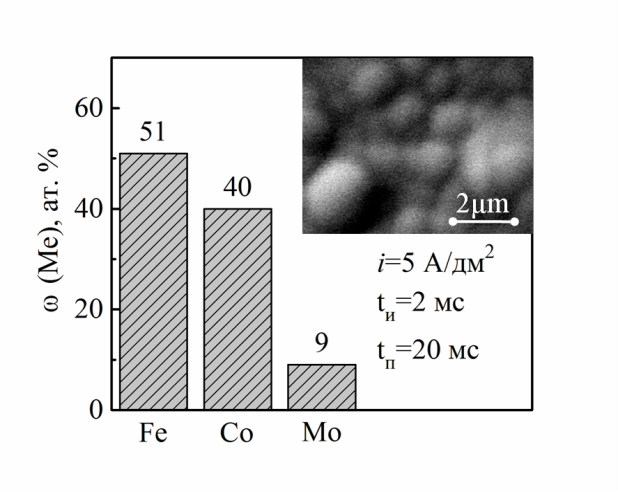 ω (Me), ат. %
60
40
20
0
51
40
9
Fe Co Mo
2μm
i=5 А/дм²
tи=2 мс
tп=20 мс